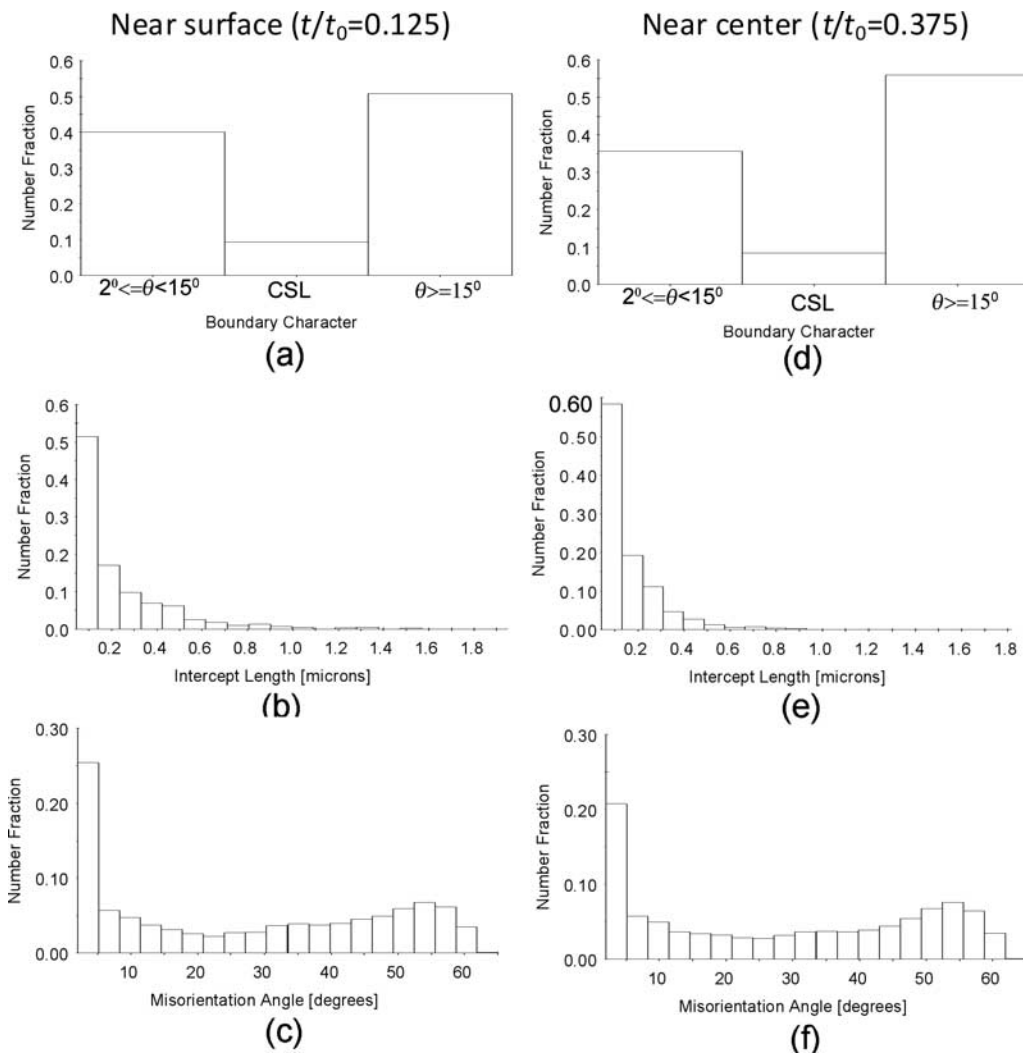 Near surface (t/t0=0.125)
0.6
0.5
0.4
0.3
0.2
0.1
0.0
Number Fraction
2⁰<=θ<15⁰ CSL θ>=15⁰
Boundary Character
(a)
Near center (t/t0=0.375)
0.6
0.5
0.4
0.3
0.2
0.1
0.0
Number Fraction
2⁰<=θ<15⁰ CSL θ>=15⁰
Boundary Character
(d)
0.6
0.5
0.4
0.3
0.2
0.1
0.0
Number Fraction
0.2 0.4 0.6 0.8 1.0 1.2 1.4 1.6 1.8
Intercept Length [microns]
(b)
0.60
0.50
0.40
0.30
0.20
0.10
0.00
Number Fraction
0.2 0.4 0.6 0.8 1.0 1.2 1.4 1.6 1.8
Intercept Length [microns]
(e)
0.30
0.20
0.10
0.00
Number Fraction
10 20 30 40 50 60
Misorientation Angle [degrees]
(c)
0.30
0.20
0.10
0.00
Number Fraction
10 20 30 40 50 60
Misorientation Angle [degrees]
(f)